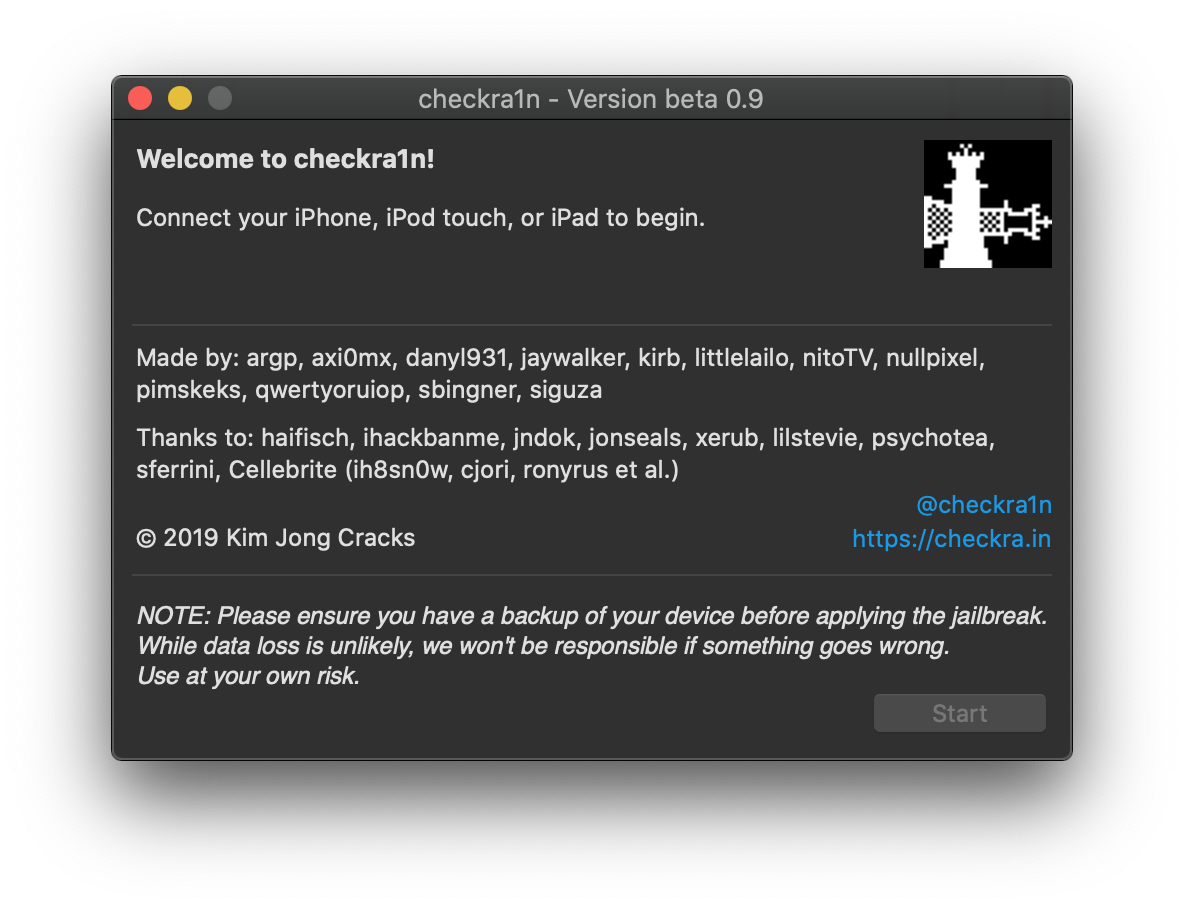 checkra1n - Version beta 0.9
Welcome to checkra1n!
Connect your iPhone, iPod touch, or iPad to begin.
Made by: argp, axi0mx, danyl931, jaywalker, kirb, littlelailo, nitoTV, nullpixel,
pimskeks, qwertyoruiop, sbingner, siguza
Thanks to: haifisch, ihackbanme, jndok, jonseals, xerub, lilstevie, psychotea,
sferrini, Cellebrite (ih8sn0w, cjori, ronyrus et al.)
@checkra1n
© 2019 Kim Jong Cracks
https://checkra.in
NOTE: Please ensure you have a backup of your device before applying the jailbreak.
While data loss is unlikely, we won't be responsible if something goes wrong.
Use at your own risk.
Start